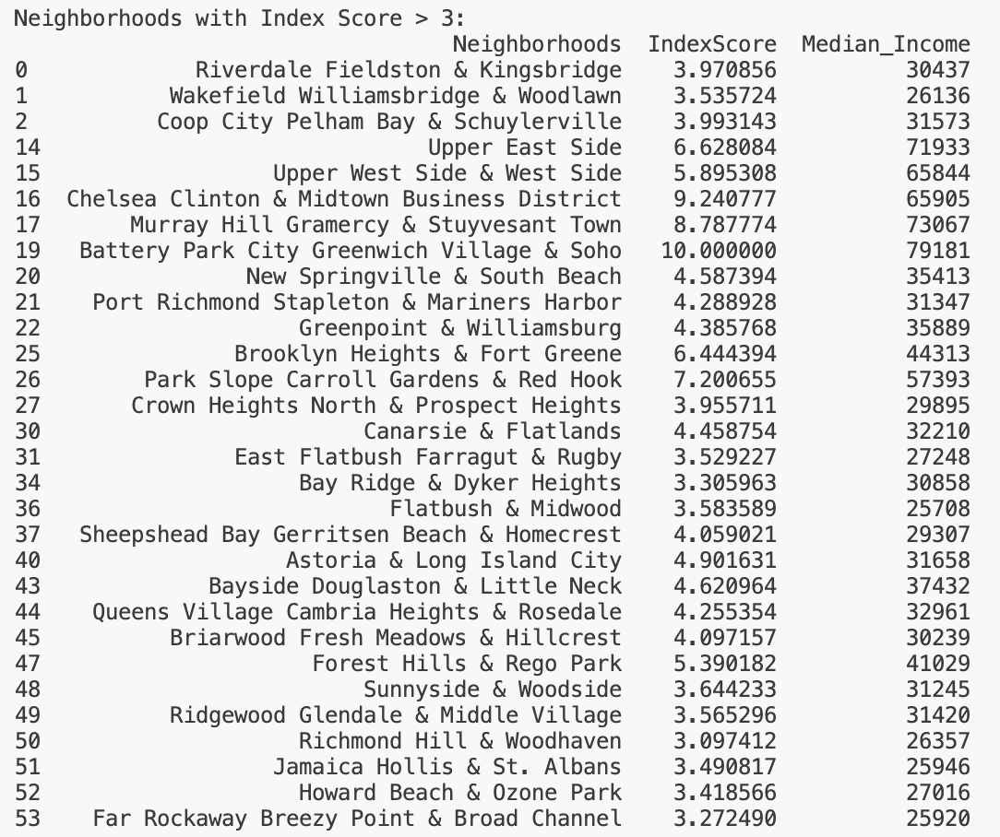 Neighborhoods with Index Score > 3:
Neighborhoods IndexScore Median_Income
0 Riverdale Fieldston & Kingsbridge 3.970856 30437
1 Wakefield Williamsbridge & Woodlawn 3.535724 26136
2 Coop City Pelham Bay & Schuylerville 3.993143 31573
14 Upper East Side 6.628084 71933
15 Upper West Side & West Side 5.895308 65844
16 Chelsea Clinton & Midtown Business District 9.240777 65905
17 Murray Hill Gramercy & Stuyvesant Town 8.787774 73067
19 Battery Park City Greenwich Village & Soho 10.000000 79181
20 New Springville & South Beach 4.587394 35413
21 Port Richmond Stapleton & Mariners Harbor 4.288928 31347
22 Greenpoint & Williamsburg 4.385768 35889
25 Brooklyn Heights & Fort Greene 6.444394 44313
26 Park Slope Carroll Gardens & Red Hook 7.200655 57393
27 Crown Heights North & Prospect Heights 3.955711 29895
30 Canarsie & Flatlands 4.458754 32210
31 East Flatbush Farragut & Rugby 3.529227 27248
34 Bay Ridge & Dyker Heights 3.305963 30858
36 Flatbush & Midwood 3.583589 25708
37 Sheepshead Bay Gerritsen Beach & Homecrest 4.059021 29307
40 Astoria & Long Island City 4.901631 31658
43 Bayside Douglaston & Little Neck 4.620964 37432
44 Queens Village Cambria Heights & Rosedale 4.255354 32961
45 Briarwood Fresh Meadows & Hillcrest 4.097157 30239
47 Forest Hills & Rego Park 5.390182 41029
48 Sunnyside & Woodside 3.644233 31245
49 Ridgewood Glendale & Middle Village 3.565296 31420
50 Richmond Hill & Woodhaven 3.097412 26357
51 Jamaica Hollis & St. Albans 3.490817 25946
52 Howard Beach & Ozone Park 3.418566 27016
53 Far Rockaway Breezy Point & Broad Channel 3.272490 25920